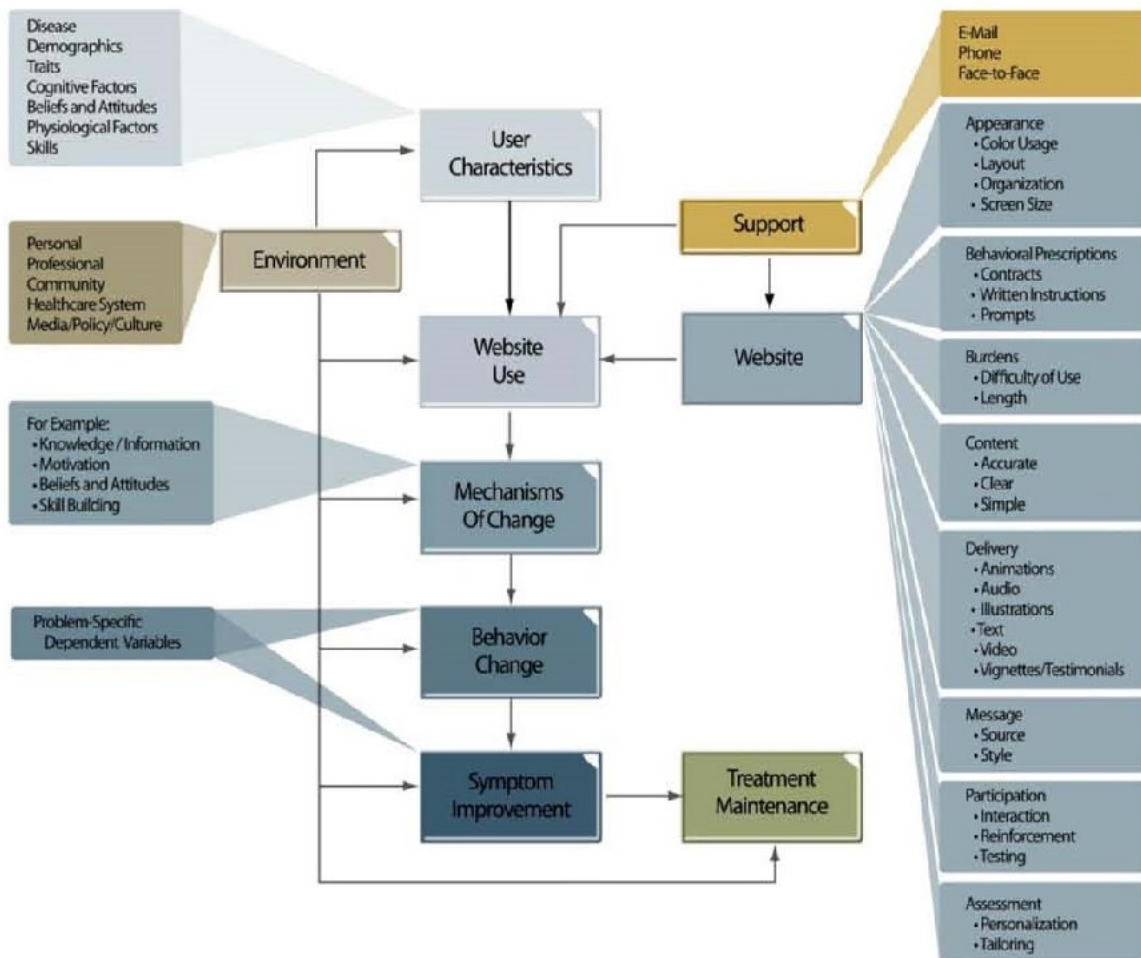 Disease
Demographics
Traits
Cognitive Factors
Beliefs and Attitudes
Physiological Factors
Skills
User
Characteristics
Personal
Professional
Community
Healthcare System
Media/Policy/Culture
Environment
Support
E-Mail
Phone
Face-to-Face
Website
Use
Website
For Example:
• Knowledge / Information
• Motivation
• Beliefs and Attitudes
• Skill Building
Mechanisms
Of Change
Problem-Specific
Dependent Variables
Behavior
Change
Symptom
Improvement
Treatment
Maintenance
Appearance
• Color Usage
• Layout
• Organization
• Screen Size
Behavioral Prescriptions
• Contracts
• Written Instructions
• Prompts
Burdens
• Difficulty of Use
• Length
Content
• Accurate
• Clear
• Simple
Delivery
• Animations
• Audio
• Illustrations
• Text
• Video
• Vignettes/Testimonials
Message
• Source
• Style
Participation
• Interaction
• Reinforcement
• Testing
Assessment
• Personalization
• Tailoring